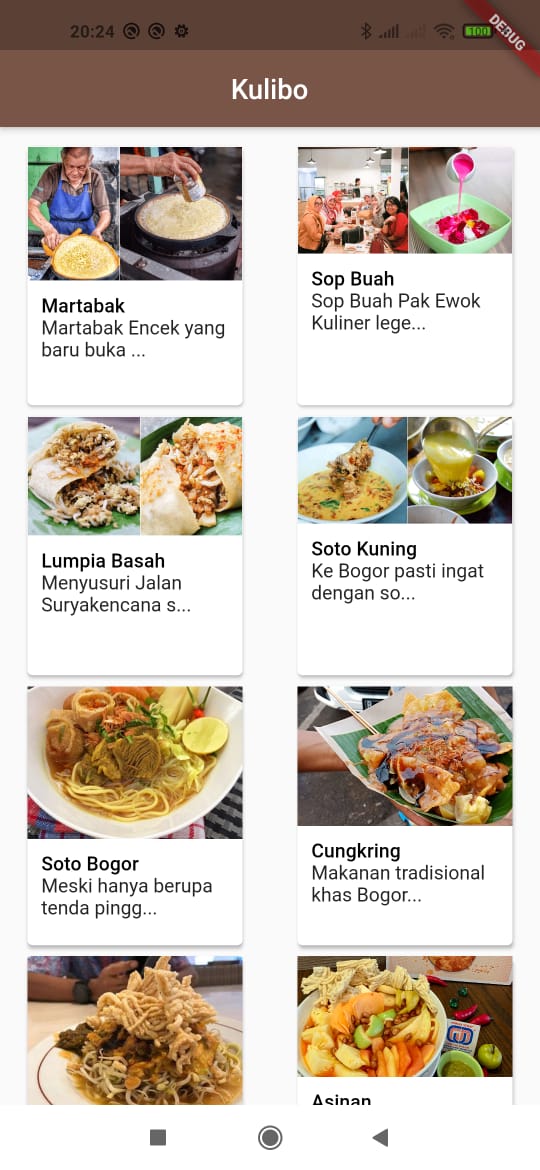 20:24
100
DEBUG
Kulibo
Martabak
Martabak Encek yang
baru buka ...
Sop Buah
Sop Buah Pak Ewok
Kuliner lege...
Lumpia Basah
Menyusuri Jalan
Suryakencana s...
Soto Kuning
Ke Bogor pasti ingat
dengan so...
Soto Bogor
Meski hanya berupa
tenda pingg...
Cungkring
Makanan tradisional
khas Bogor...
Asinan